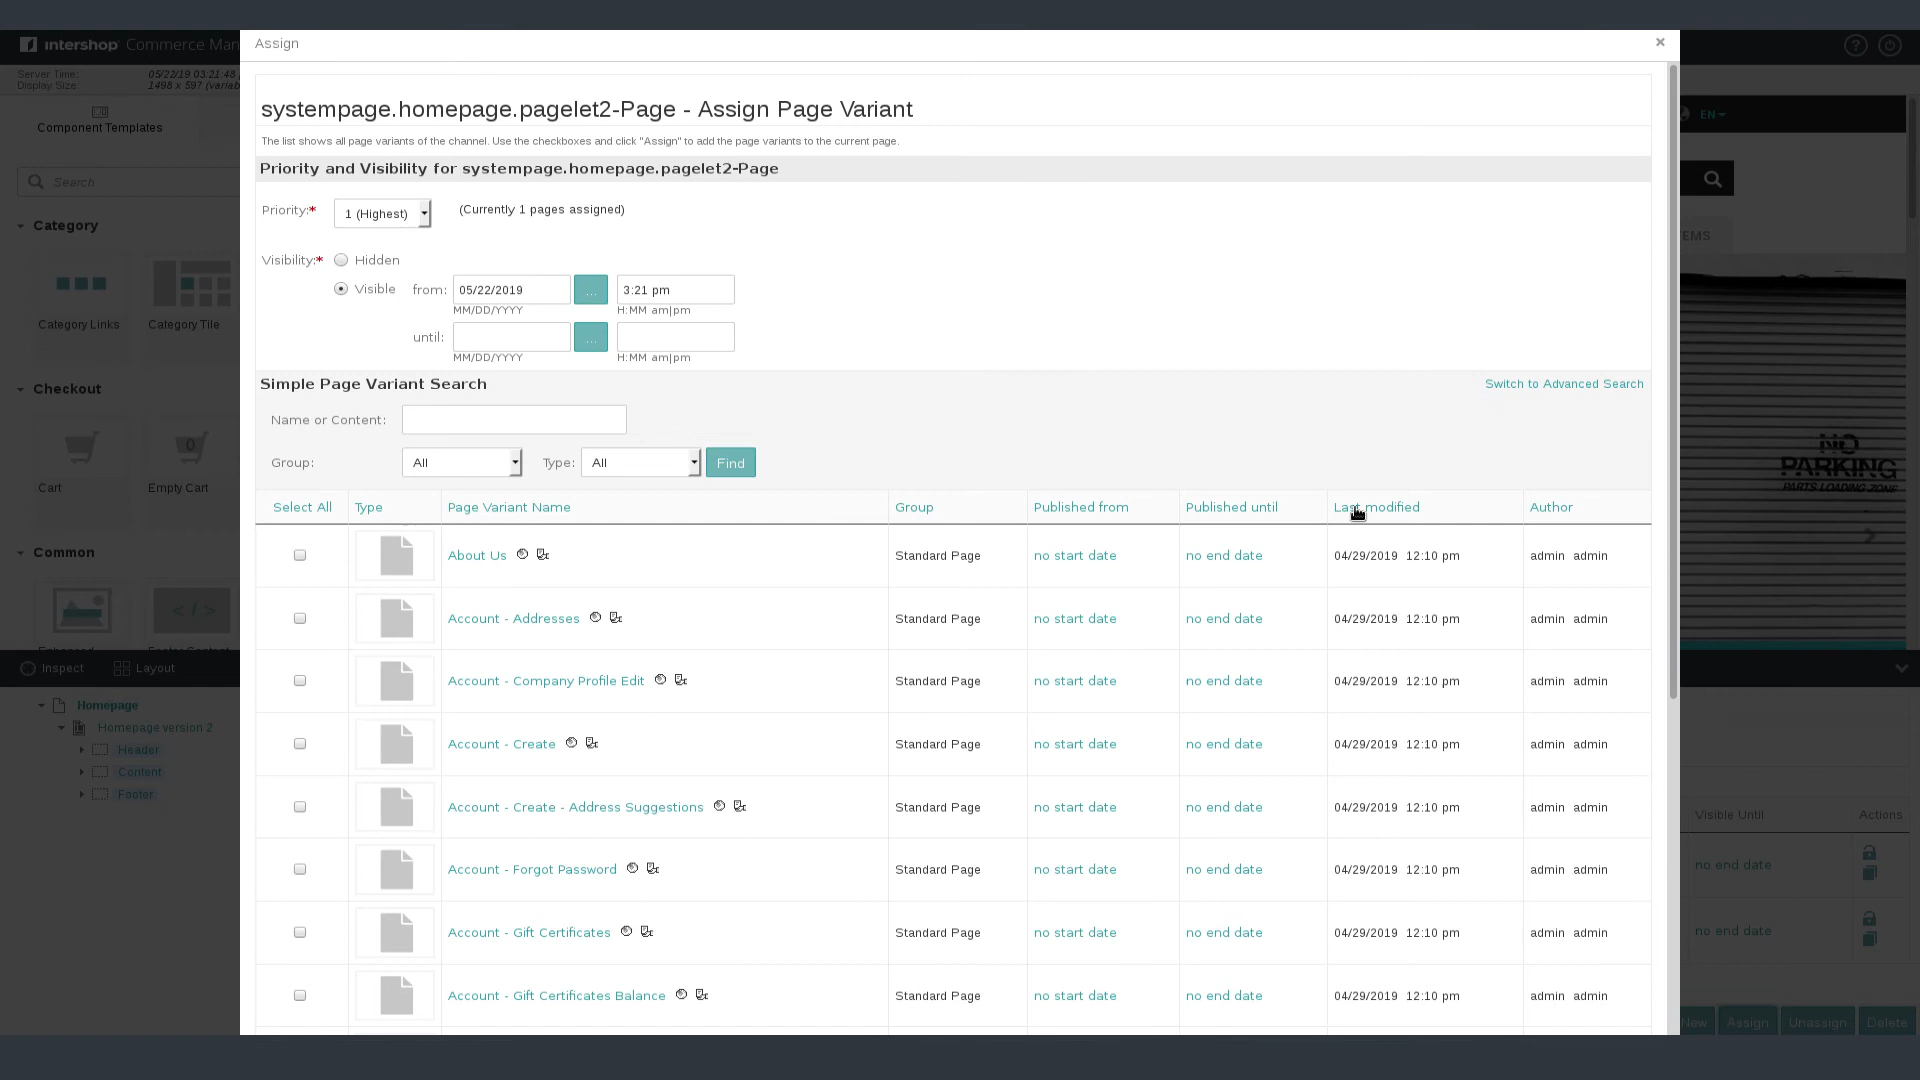 intershop Commerce Man
Server Time: 05/22/19 03:21:48
Display Size: 1498 x 597 (variab
Component Templates
Search
Category
Category Links
Category Tile
Checkout
0
Cart
Empty Cart
Common
</>
Inspect
Layout
Homepage
Homepage version 2
Header
Content
Footer
Assign
×
systempage.homepage.pagelet2-Page - Assign Page Variant
The list shows all page variants of the channel. Use the checkboxes and click "Assign" to add the page variants to the current page.
Priority and Visibility for systempage.homepage.pagelet2-Page
Priority:* 1 (Highest) (Currently 1 pages assigned)
Visibility:* Hidden
Visible from: 05/22/2019 ... 3:21 pm
MM/DD/YYYY H:MM am|pm
until: ...
MM/DD/YYYY H:MM am|pm
Simple Page Variant Search Switch to Advanced Search
Name or Content:
Group: All Type: All Find
Select All Type Page Variant Name Group Published from Published until Last modified Author
About Us Standard Page no start date no end date 04/29/2019 12:10 pm admin admin
Account - Addresses Standard Page no start date no end date 04/29/2019 12:10 pm admin admin
Account - Company Profile Edit Standard Page no start date no end date 04/29/2019 12:10 pm admin admin
Account - Create Standard Page no start date no end date 04/29/2019 12:10 pm admin admin
Account - Create - Address Suggestions Standard Page no start date no end date 04/29/2019 12:10 pm admin admin
Account - Forgot Password Standard Page no start date no end date 04/29/2019 12:10 pm admin admin
Account - Gift Certificates Standard Page no start date no end date 04/29/2019 12:10 pm admin admin
Account - Gift Certificates Balance Standard Page no start date no end date 04/29/2019 12:10 pm admin admin
?
EN
EMS
NO
PARKING
PARTS LOADING ZONE
Visible Until Actions
no end date
no end date
New Assign Unassign Delete